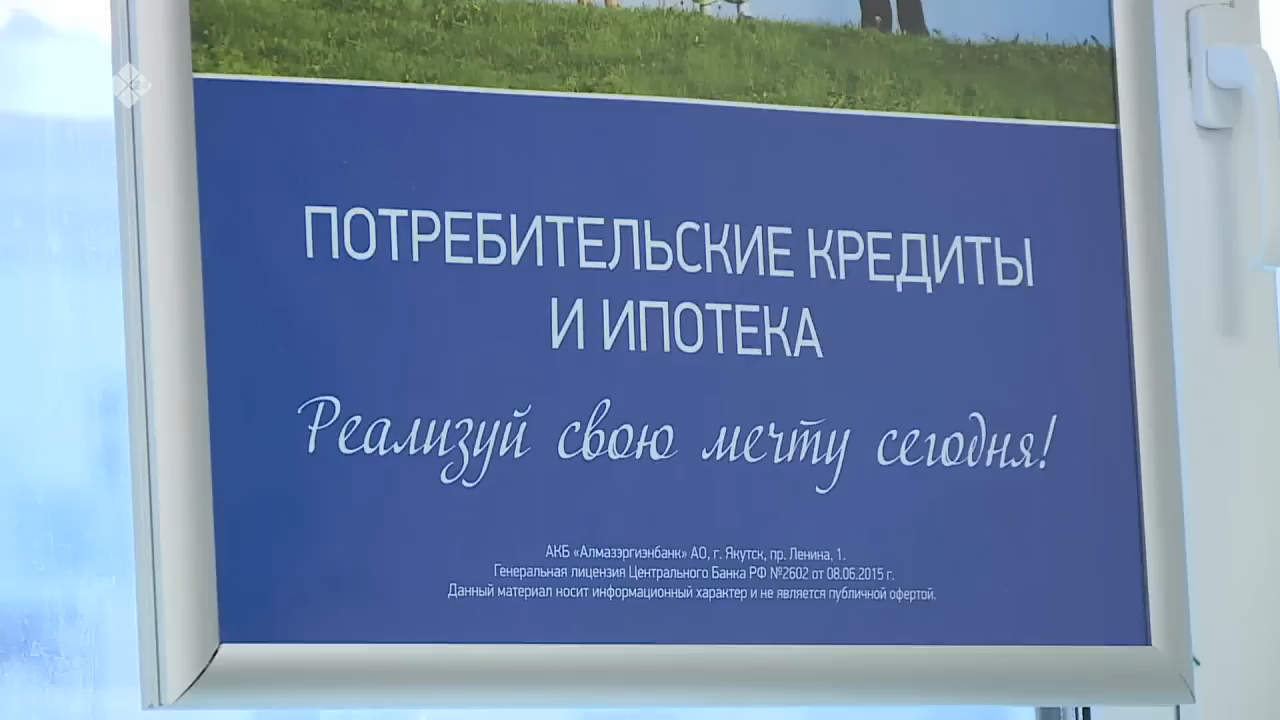 ПОТРЕБИТЕЛЬСКИЕ КРЕДИТЫ
И ИПОТЕКА
Реализуй свою мечту сегодня!
АКБ «Алмазэргиэнбанк» АО, г. Якутск, пр. Ленина, 1.
Генеральная лицензия Центрального Банка РФ №2602 от 08.06.2015 г.
Данный материал носит информационный характер и не является публичной офертой.